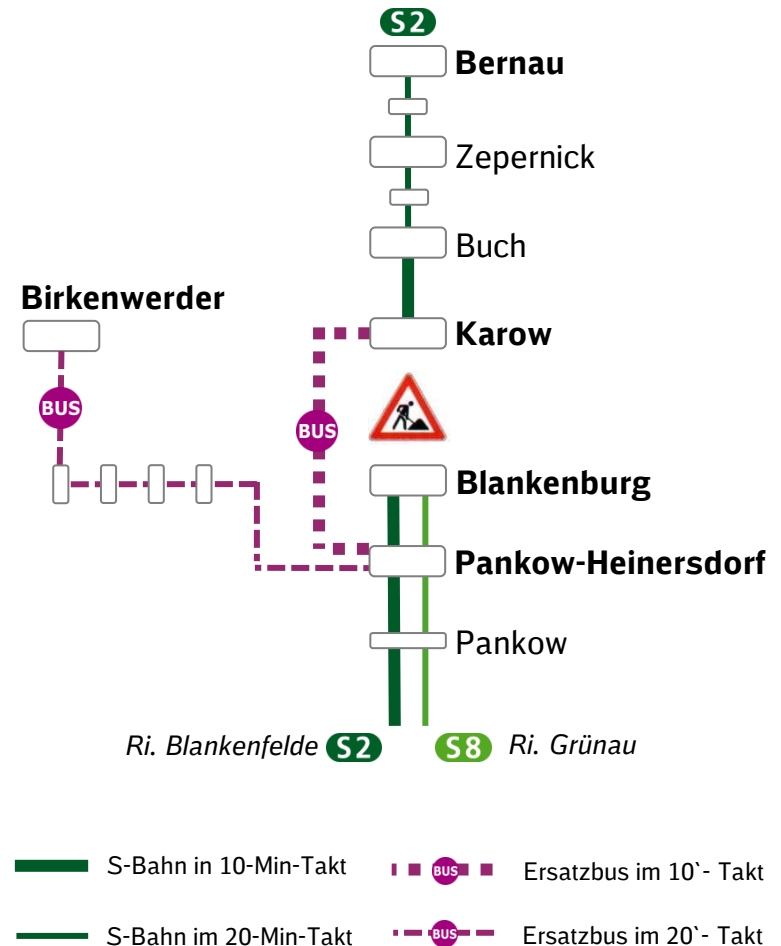 S2
Bernau
Zepernick
Buch
Birkenwerder
Karow
BUS
BUS
Blankenburg
Pankow-Heinersdorf
Pankow
Ri. Blankenfelde S2 S8 Ri. Grünau
S-Bahn in 10-Min-Takt BUS Ersatzbus im 10`- Takt
S-Bahn im 20-Min-Takt BUS Ersatzbus im 20`- Takt